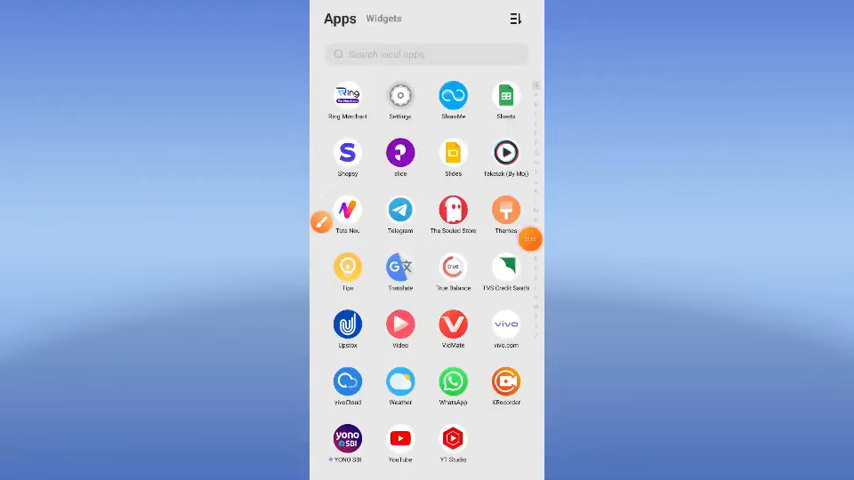 Apps Widgets
Search local apps
Ring Merchant Settings ShareMe Sheets
Shopsy slice Slides Takatak (By Moj)
Tata Neu Telegram The Souled Store Themes
Tips Translate True Balance TVS Credit Saathi
Upstox Video VidMate vivo.com
vivoCloud Weather WhatsApp XRecorder
YONO SBI YouTube YT Studio